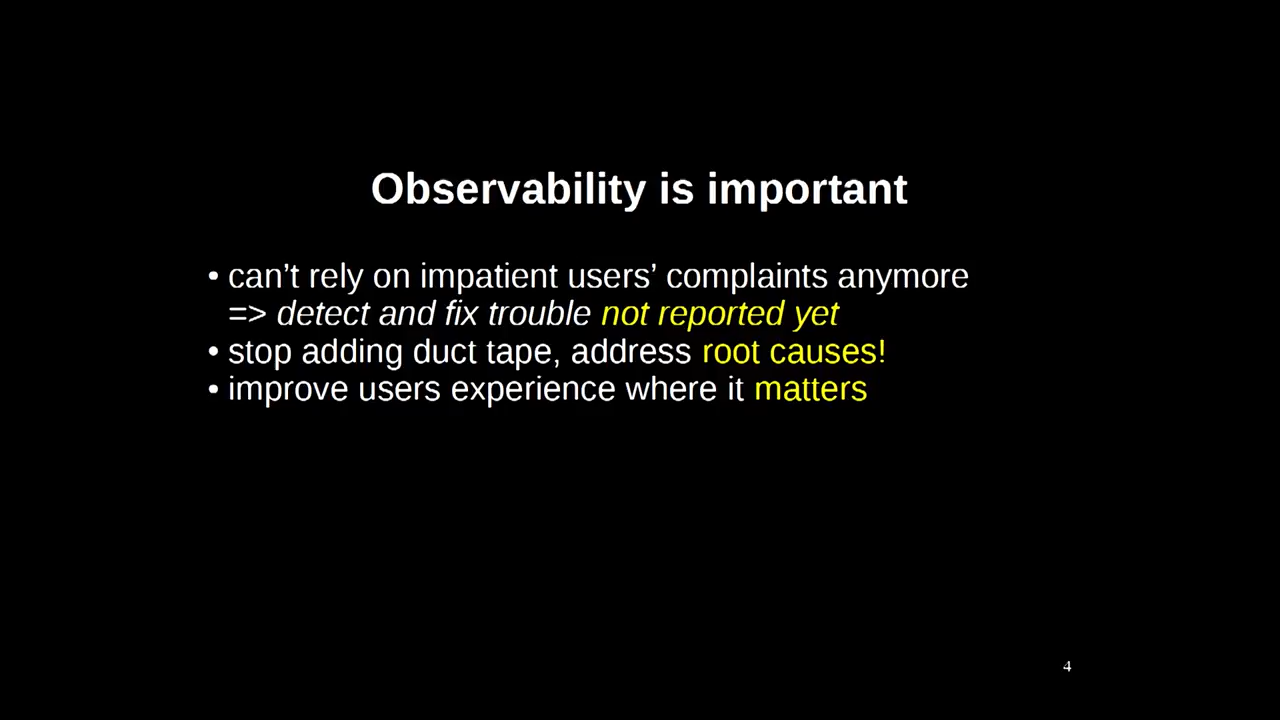 Observability is important
• can’t rely on impatient users’ complaints anymore
=> detect and fix trouble not reported yet
• stop adding duct tape, address root causes!
• improve users experience where it matters
4